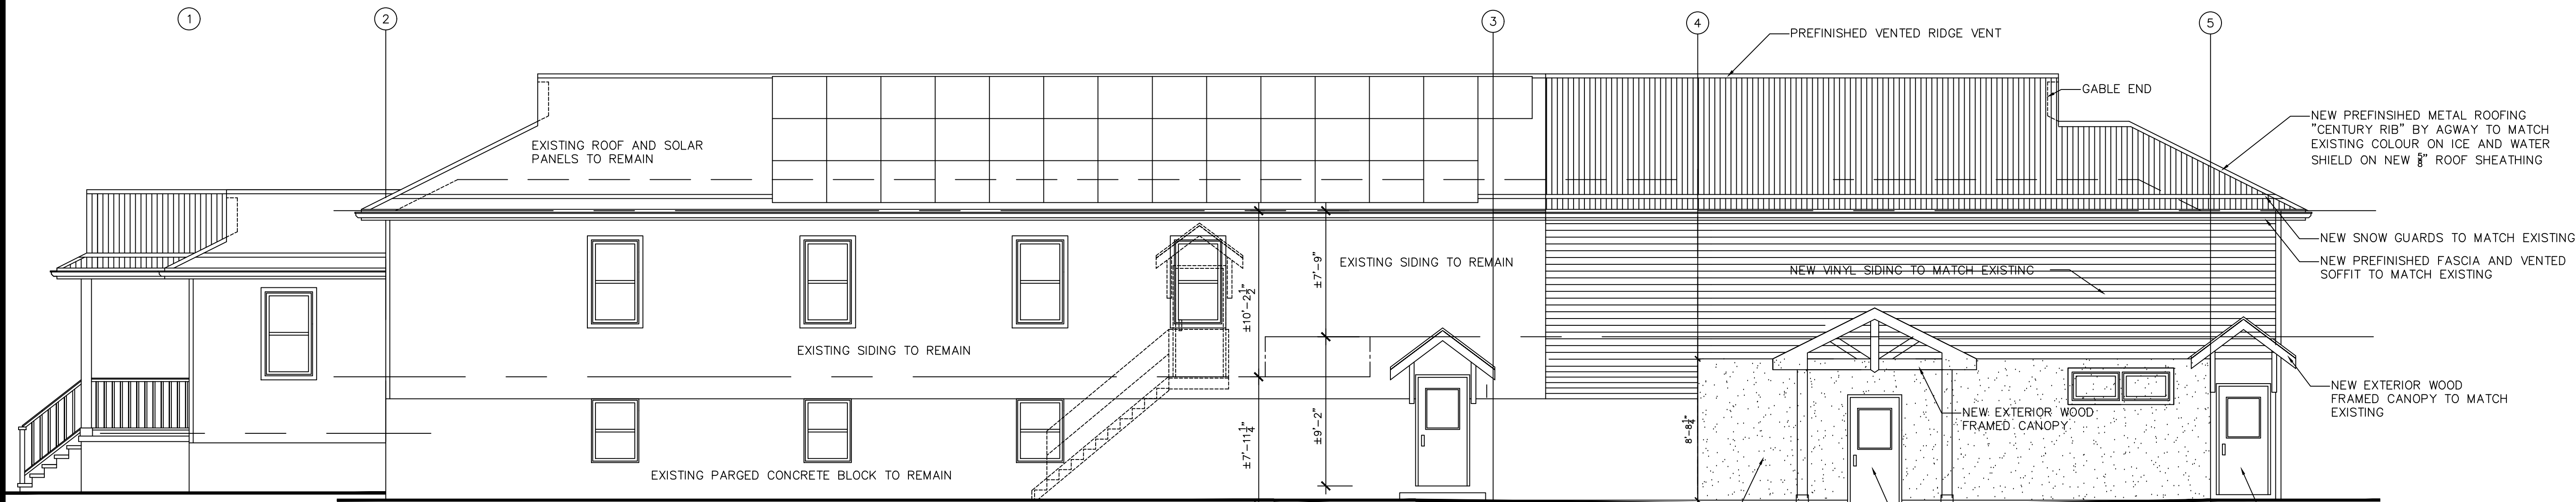 1
2
3
4
5
PREFINISHED VENTED RIDGE VENT
GABLE END
NEW PREFINSIHED METAL ROOFING
"CENTURY RIB" BY AGWAY TO MATCH
EXISTING COLOUR ON ICE AND WATER
SHIELD ON NEW 5/8" ROOF SHEATHING
EXISTING ROOF AND SOLAR
PANELS TO REMAIN
NEW SNOW GUARDS TO MATCH EXISTING
NEW PREFINISHED FASCIA AND VENTED
SOFFIT TO MATCH EXISTING
EXISTING SIDING TO REMAIN
NEW VINYL SIDING TO MATCH EXISTING
±7'-9"
±10'-2 1/2"
EXISTING SIDING TO REMAIN
NEW EXTERIOR WOOD
FRAMED CANOPY TO MATCH
EXISTING
NEW EXTERIOR WOOD
FRAMED CANOPY
±9'-2"
±7'-11 1/4"
8'-8 1/4"
EXISTING PARGED CONCRETE BLOCK TO REMAIN